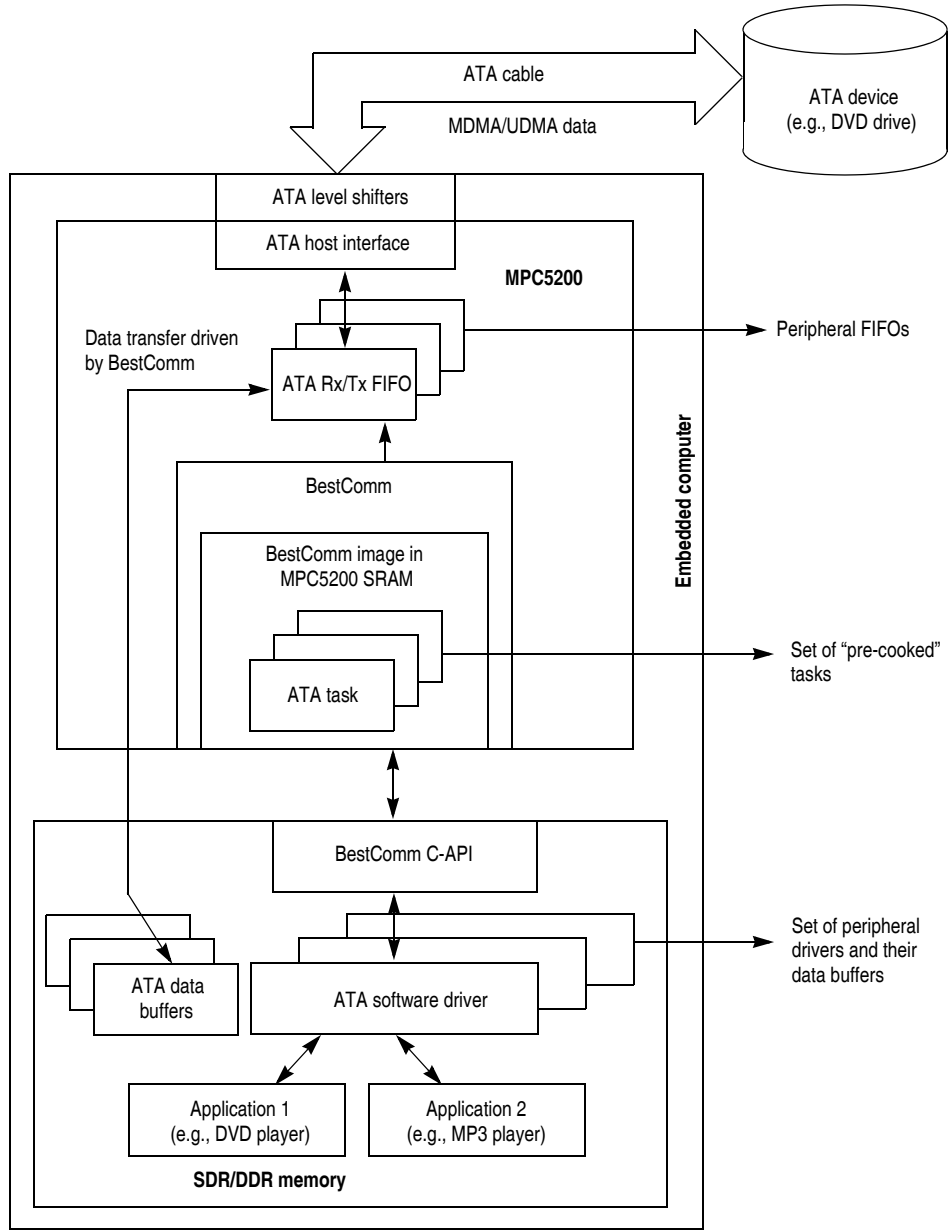 ATA cable
MDMA/UDMA data
ATA device
(e.g., DVD drive)
ATA level shifters
ATA host interface
MPC5200
Data transfer driven
by BestComm
Peripheral FIFOs
ATA Rx/Tx FIFO
Embedded computer
BestComm
BestComm image in
MPC5200 SRAM
Set of “pre-cooked”
tasks
ATA task
BestComm C-API
Set of peripheral
drivers and their
data buffers
ATA data
buffers
ATA software driver
Application 1
(e.g., DVD player)
Application 2
(e.g., MP3 player)
SDR/DDR memory